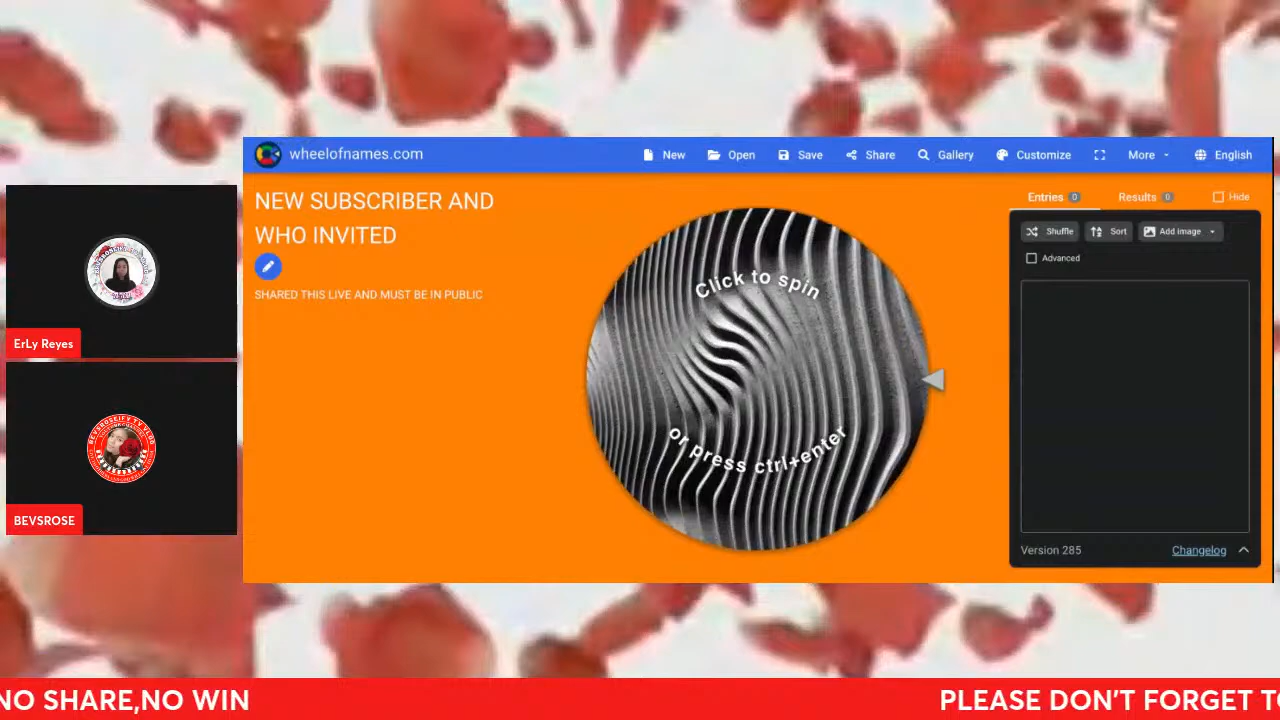 wheelofnames.com
New
Open
Save
Share
Gallery
Customize
More
English
NEW SUBSCRIBER AND
WHO INVITED
SHARED THIS LIVE AND MUST BE IN PUBLIC
Click to spin
or press ctrl+enter
Entries 0
Results 0
Hide
Shuffle
Sort
Add image
Advanced
Version 285
Changelog
ErLy Reyes
BEVSROSE
NO SHARE,NO WIN
PLEASE DON'T FORGET